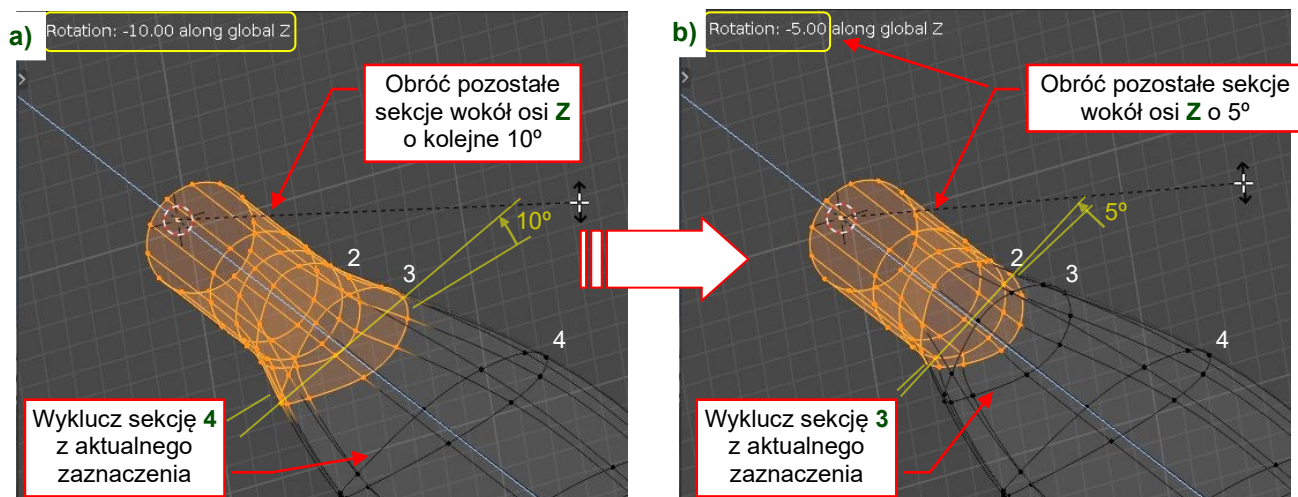 a)
Rotation: -10.00 along global Z
Obróć pozostałe
sekcje wokół osi Z
o kolejne 10º
10º
2
3
4
Wyklucz sekcję 4
z aktualnego
zaznaczenia
b)
Rotation: -5.00 along global Z
Obróć pozostałe sekcje
wokół osi Z o 5º
5º
2
3
4
Wyklucz sekcję 3
z aktualnego
zaznaczenia